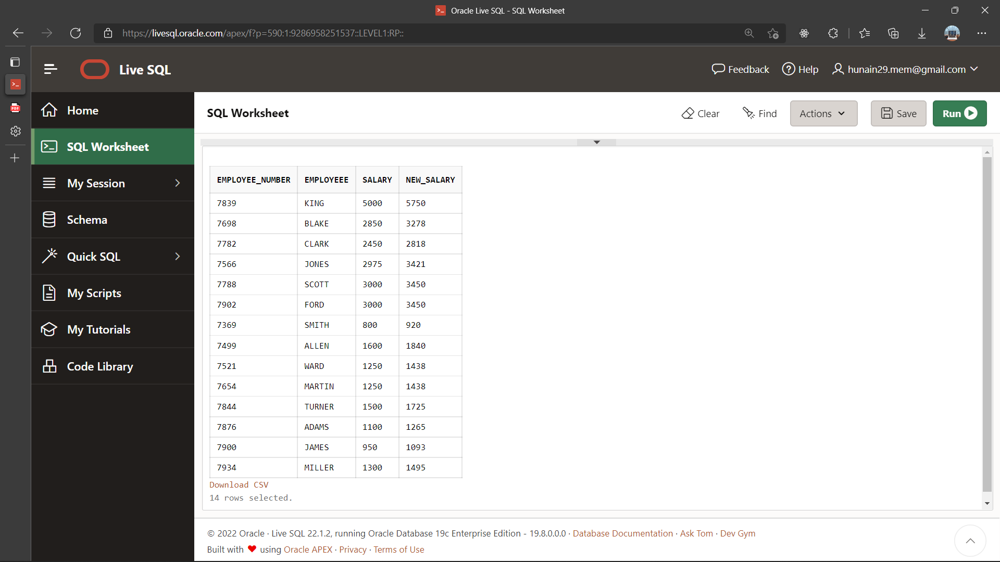 Oracle Live SQL - SQL Worksheet
https://livesql.oracle.com/apex/f?p=590:1:9286958251537::LEVEL1:RP::
Live SQL
Feedback
Help
hunain29.mem@gmail.com
PDF
Home
SQL Worksheet
My Session
Schema
Quick SQL
My Scripts
My Tutorials
Code Library
SQL Worksheet
Clear
Find
Actions
Save
Run
EMPLOYEE_NUMBER EMPLOYEEE SALARY NEW_SALARY
7839 KING 5000 5750
7698 BLAKE 2850 3278
7782 CLARK 2450 2818
7566 JONES 2975 3421
7788 SCOTT 3000 3450
7902 FORD 3000 3450
7369 SMITH 800 920
7499 ALLEN 1600 1840
7521 WARD 1250 1438
7654 MARTIN 1250 1438
7844 TURNER 1500 1725
7876 ADAMS 1100 1265
7900 JAMES 950 1093
7934 MILLER 1300 1495
Download CSV
14 rows selected.
© 2022 Oracle · Live SQL 22.1.2, running Oracle Database 19c Enterprise Edition - 19.8.0.0.0 · Database Documentation · Ask Tom · Dev Gym
Built with ❤ using Oracle APEX · Privacy · Terms of Use